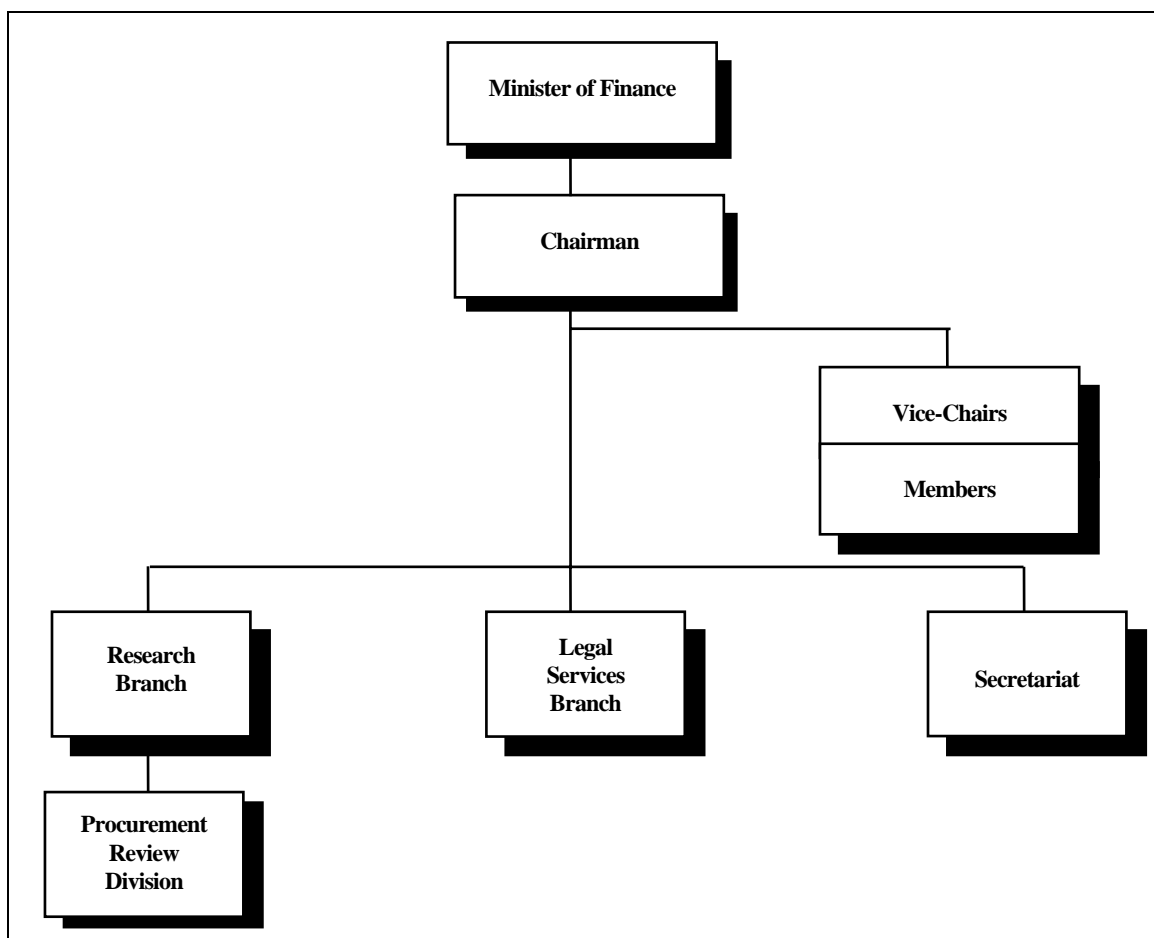 Minister of Finance
Chairman
Vice-Chairs
Members
Research
Branch
Legal
Services
Branch
Secretariat
Procurement
Review
Division